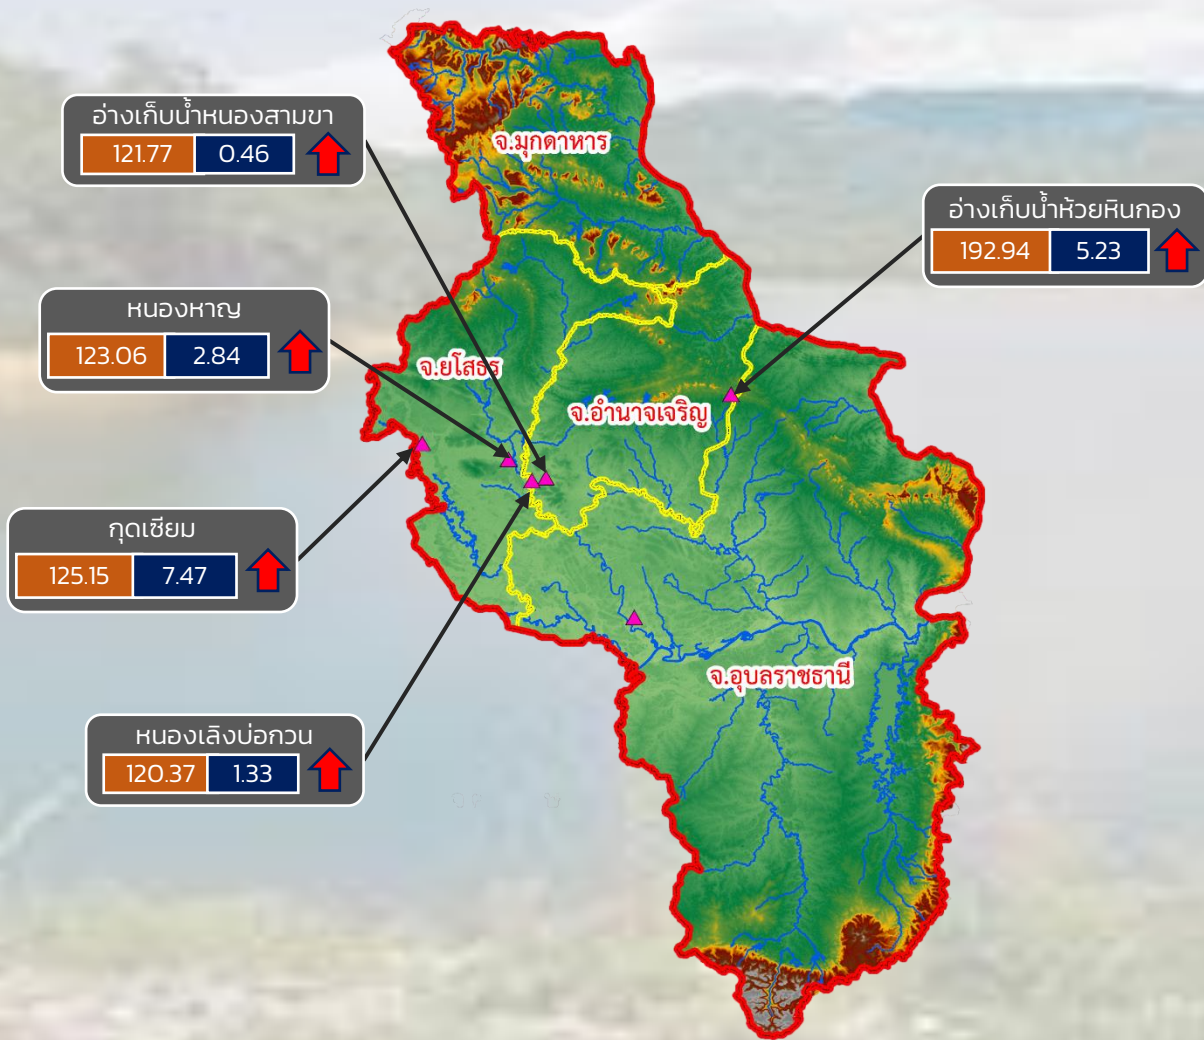 อ่างเก็บน้ำหนองสามขา
121.77 0.46
จ.มุกดาหาร
อ่างเก็บน้ำห้วยหินกอง
192.94 5.23
หนองหาญ
123.06 2.84
จ.ยโสธร
จ.อำนาจเจริญ
กุดเซียม
125.15 7.47
จ.อุบลราชธานี
หนองเลิงบ่อกวน
120.37 1.33